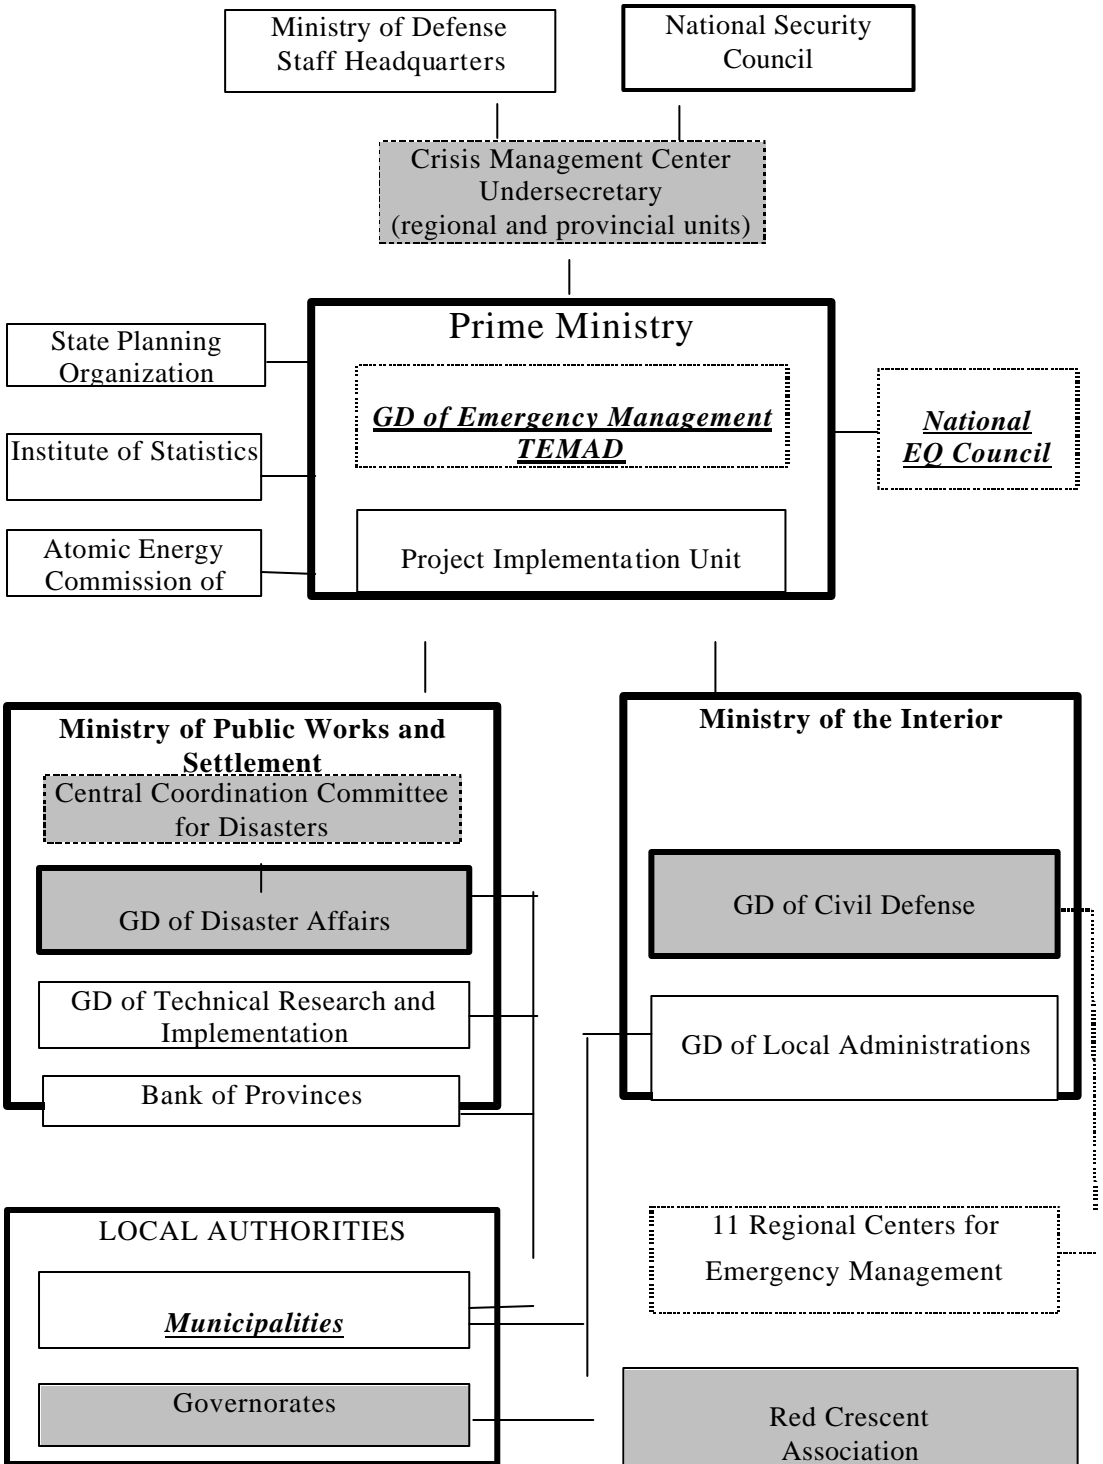 Ministry of Defense
Staff Headquarters
National Security
Council
Crisis Management Center
Undersecretary
(regional and provincial units)
Prime Ministry
State Planning
Organization
GD of Emergency Management
TEMAD
National
EQ Council
Institute of Statistics
Project Implementation Unit
Atomic Energy
Commission of
Ministry of Public Works and
Settlement
Central Coordination Committee
for Disasters
GD of Disaster Affairs
GD of Technical Research and
Implementation
Bank of Provinces
Ministry of the Interior
GD of Civil Defense
GD of Local Administrations
LOCAL AUTHORITIES
Municipalities
Governorates
11 Regional Centers for
Emergency Management
Red Crescent
Association